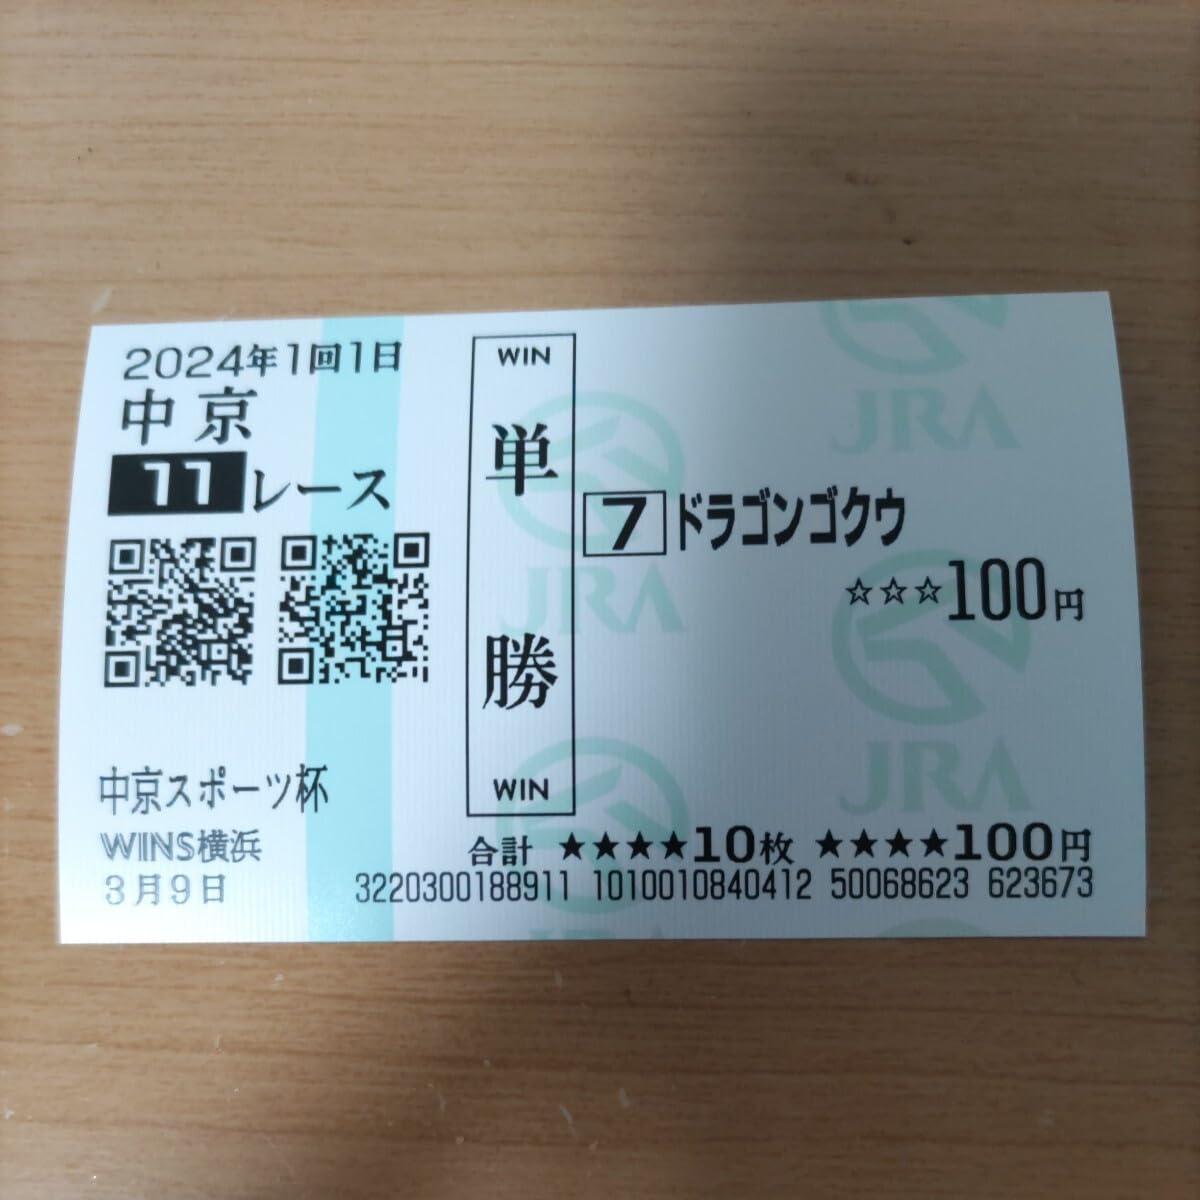 2024年1回1日
中京
11レース
中京スポーツ杯
WINS横浜
3月9日
WIN
単勝
WIN
7 ドラゴンゴクウ
☆☆☆100円
合計 ★★★★10枚 ★★★★100円
3220300188911 1010010840412 50068623 623673
JRA
JRA
JRA
JRA